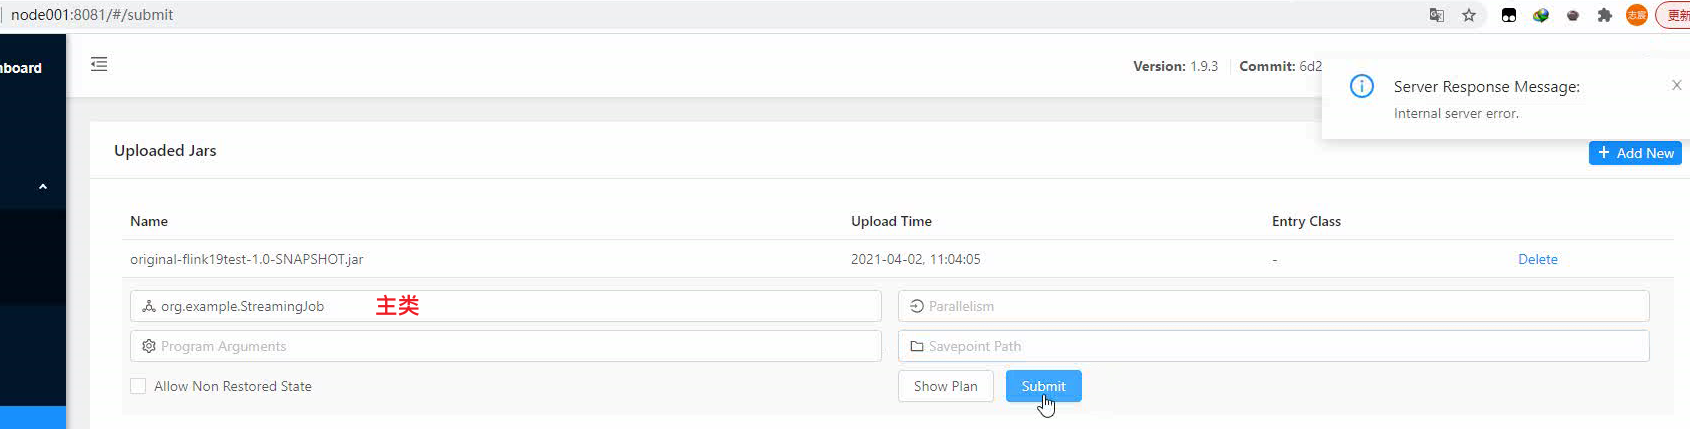 node001:8081/#/submit
志宸
更新
nboard
Version: 1.9.3
Commit: 6d2
Server Response Message:
Internal server error.
Uploaded Jars
+ Add New
Name
Upload Time
Entry Class
original-flink19test-1.0-SNAPSHOT.jar
2021-04-02, 11:04:05
-
Delete
org.example.StreamingJob
主类
Parallelism
Program Arguments
Savepoint Path
Allow Non Restored State
Show Plan
Submit